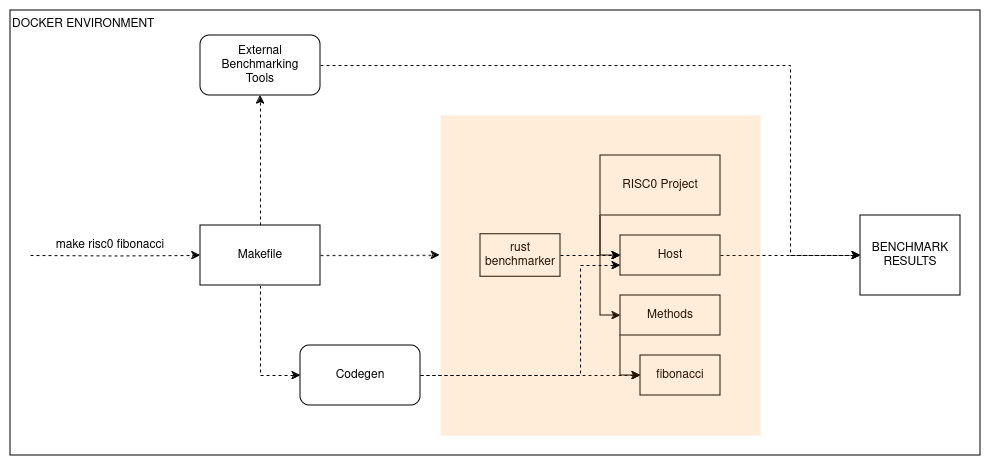 DOCKER ENVIRONMENT
External
Benchmarking
Tools
RISC0 Project
make risc0 fibonacci
Makefile
rust
benchmarker
Host
BENCHMARK
RESULTS
Methods
Codegen
fibonacci